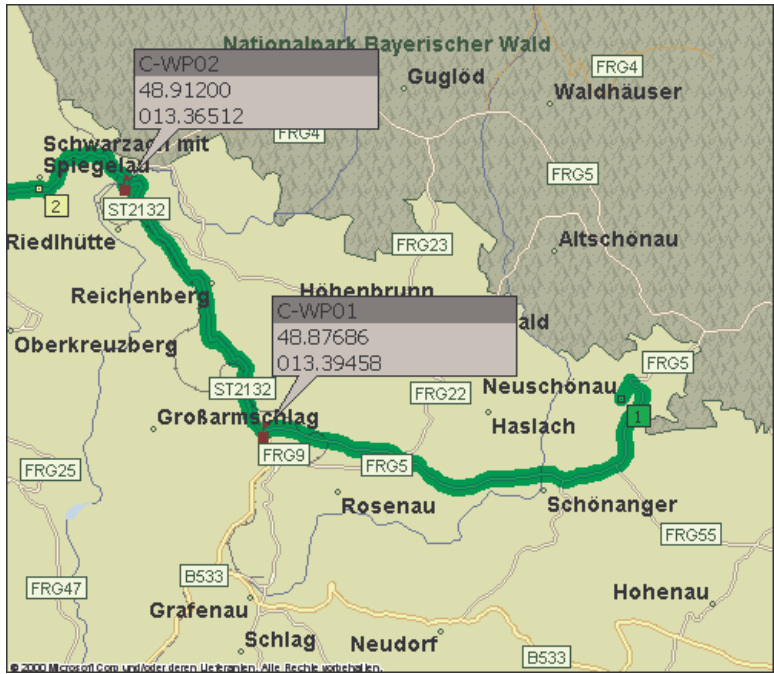 Nationalpark Bayerischer Wald
C-WP02
48.91200
013.36512
FRG4
Guglöd
Waldhäuser
FRG4
Schwarzach mit
Spiegelau
FRG5
2
ST2132
Riedlhütte
FRG23
Altschönau
Reichenberg
Höhenbrunn
C-WP01
48.87686
013.39458
ald
Oberkreuzberg
FRG5
ST2132
FRG22
Neuschönau
1
Großarmschlag
Haslach
FRG9
FRG5
FRG25
Rosenau
Schönanger
FRG55
B533
FRG47
Hohenau
Grafenau
Schlag
Neudorf
B533
© 2000 Microsoft Corp und/oder deren Lieferanten. Alle Rechte vorbehalten.